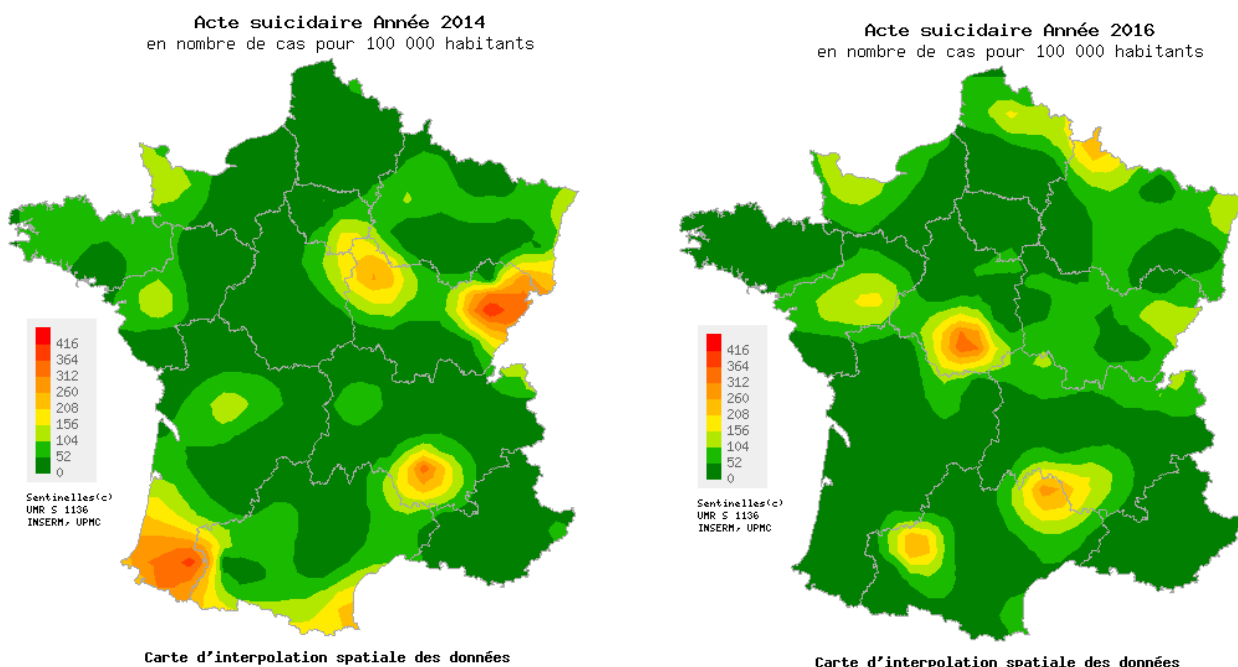 Acte suicidaire Année 2014
en nombre de cas pour 100 000 habitants
416
364
312
260
208
156
104
52
0
Sentinelles(c)
UMR S 1136
INSERM, UPMC
Carte d'interpolation spatiale des données
Acte suicidaire Année 2016
en nombre de cas pour 100 000 habitants
416
364
312
260
208
156
104
52
0
Sentinelles(c)
UMR S 1136
INSERM, UPMC
Carte d'interpolation spatiale des données